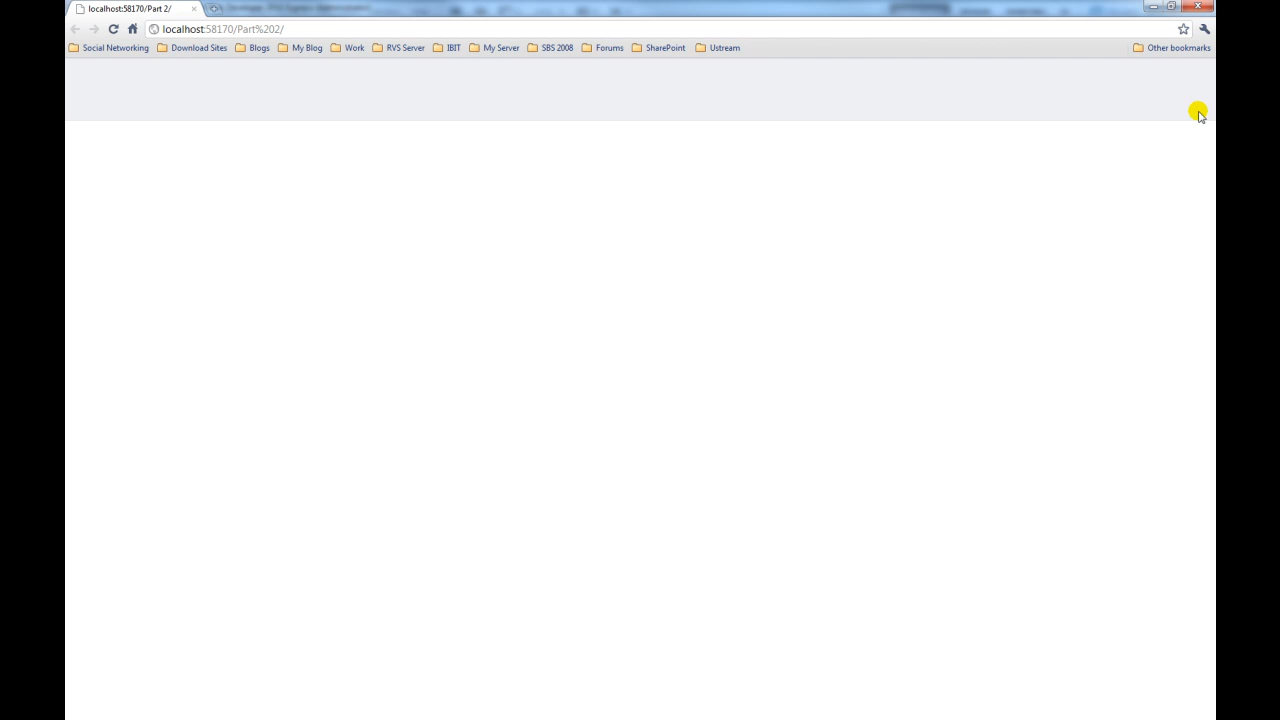 localhost:58170/Part 2/
localhost:58170/Part%202/
Social Networking Download Sites Blogs My Blog Work RVS Server IBIT My Server SBS 2008 Forums SharePoint Ustream Other bookmarks